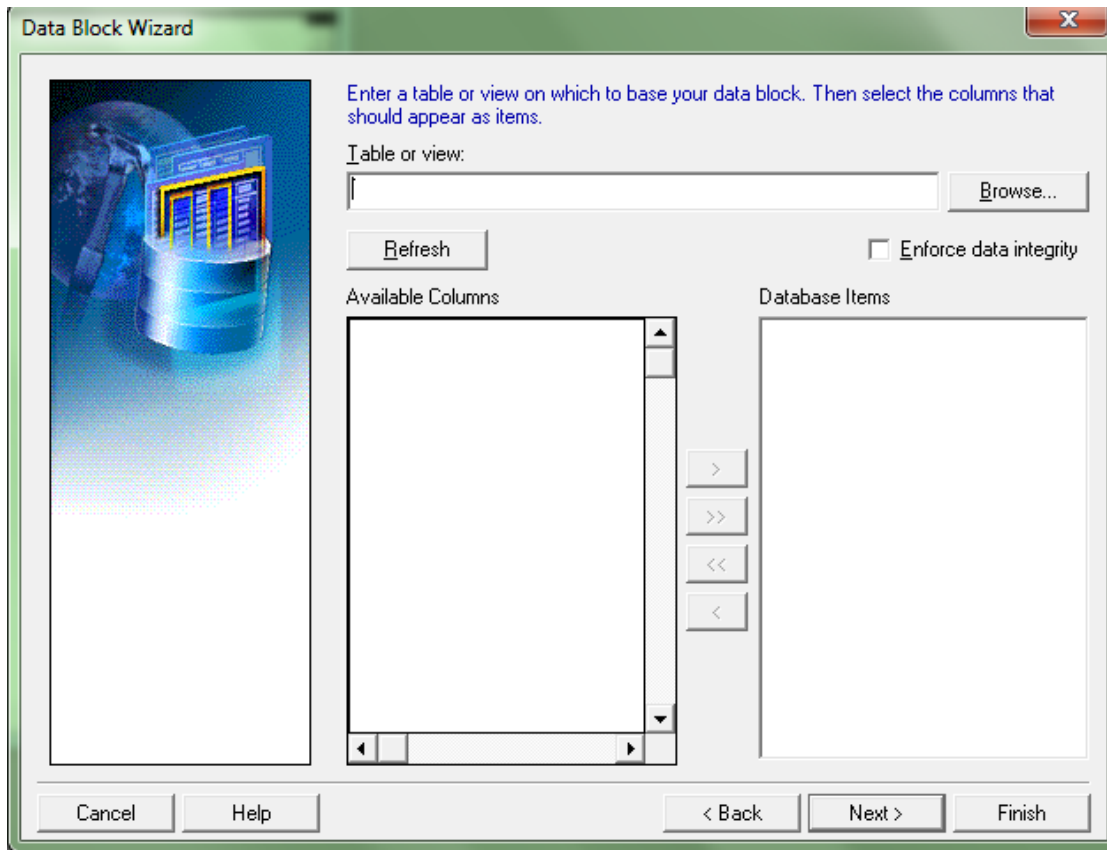 Data Block Wizard
Enter a table or view on which to base your data block. Then select the columns that
should appear as items.
Table or view:
Browse...
Refresh
Enforce data integrity
Available Columns
Database Items
>
>>
<<
<
Cancel
Help
< Back
Next >
Finish